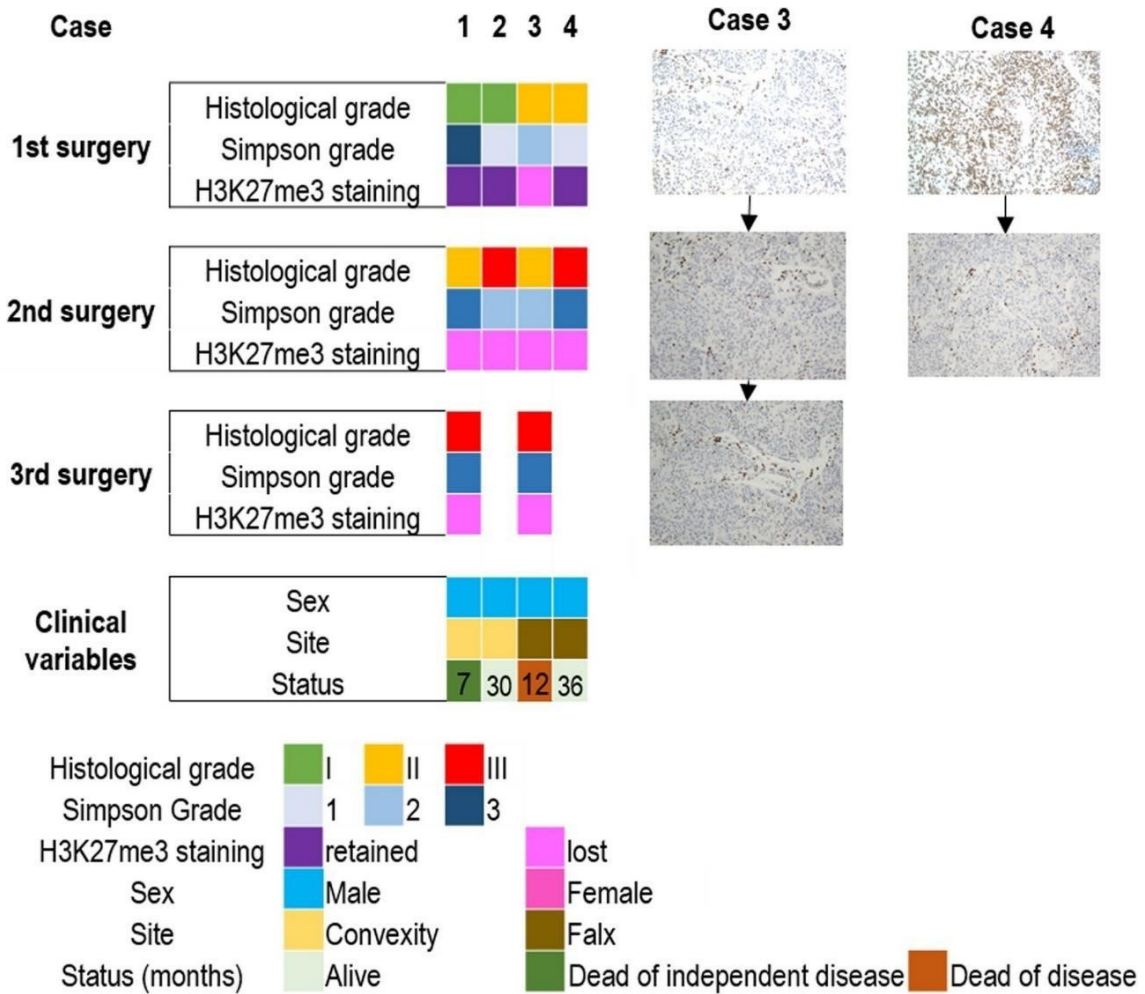 Case 1 2 3 4 Case 3 Case 4
1st surgery
Histological grade
Simpson grade
H3K27me3 staining
2nd surgery
Histological grade
Simpson grade
H3K27me3 staining
3rd surgery
Histological grade
Simpson grade
H3K27me3 staining
Clinical
variables
Sex
Site
Status 7 30 12 36
Histological grade I II III
Simpson Grade 1 2 3
H3K27me3 staining retained lost
Sex Male Female
Site Convexity Falx
Status (months) Alive Dead of independent disease Dead of disease